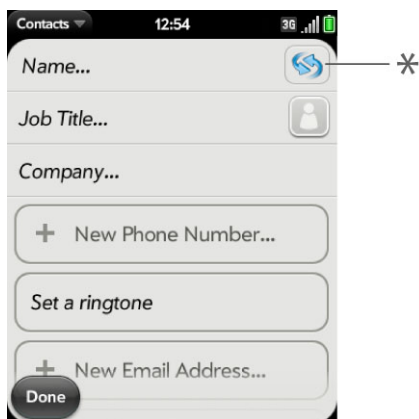 Contacts 12:54 3G
Name...
Job Title...
Company...
+ New Phone Number...
Set a ringtone
+ New Email Address...
Done